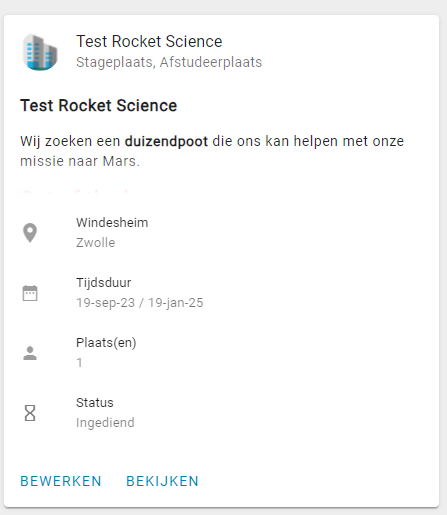 Test Rocket Science
Stageplaats, Afstudeerplaats
Test Rocket Science
Wij zoeken een duizendpoot die ons kan helpen met onze
missie naar Mars.
Windesheim
Zwolle
Tijdsduur
19-sep-23 / 19-jan-25
Plaats(en)
1
Status
Ingediend
BEWERKEN BEKIJKEN